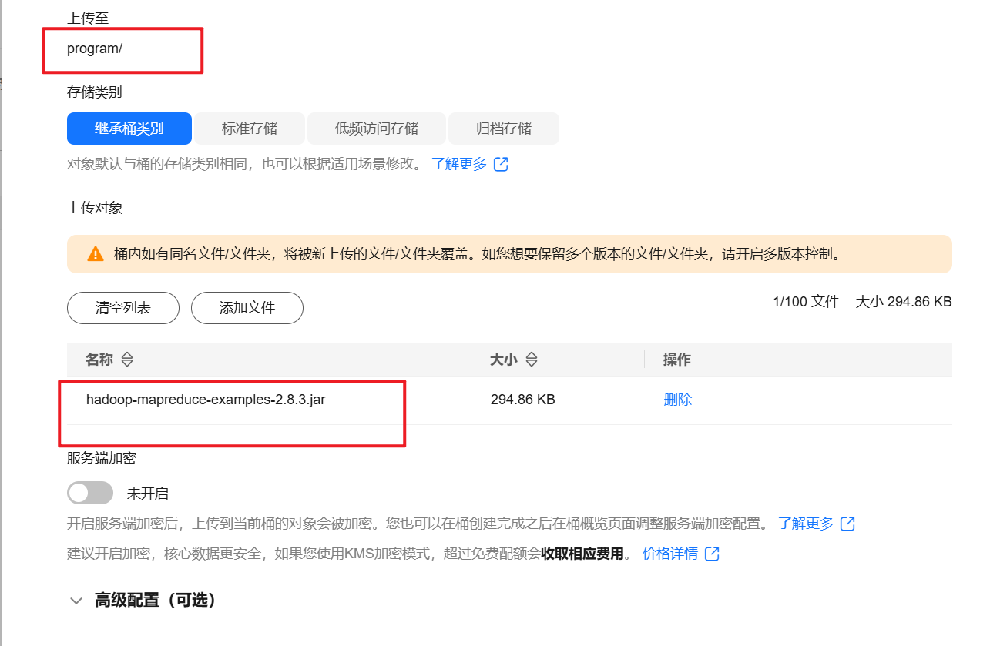 上传至
program/
存储类别
继承桶类别 标准存储 低频访问存储 归档存储
对象默认与桶的存储类别相同，也可以根据适用场景修改。 了解更多
上传对象
桶内如有同名文件/文件夹，将被新上传的文件/文件夹覆盖。如您想要保留多个版本的文件/文件夹，请开启多版本控制。
清空列表 添加文件 1/100 文件 大小 294.86 KB
名称 大小 操作
hadoop-mapreduce-examples-2.8.3.jar 294.86 KB 删除
服务端加密
未开启
开启服务端加密后，上传到当前桶的对象会被加密。您也可以在桶创建完成之后在桶概览页面调整服务端加密配置。 了解更多
建议开启加密，核心数据更安全，如果您使用KMS加密模式，超过免费配额会收取相应费用。 价格详情
高级配置（可选）